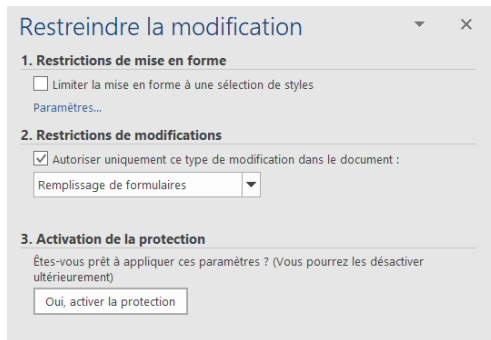 Restreindre la modification
1. Restrictions de mise en forme
Limiter la mise en forme à une sélection de styles
Paramètres...
2. Restrictions de modifications
Autoriser uniquement ce type de modification dans le document :
Remplissage de formulaires
3. Activation de la protection
Êtes-vous prêt à appliquer ces paramètres ? (Vous pourrez les désactiver
ultérieurement)
Oui, activer la protection